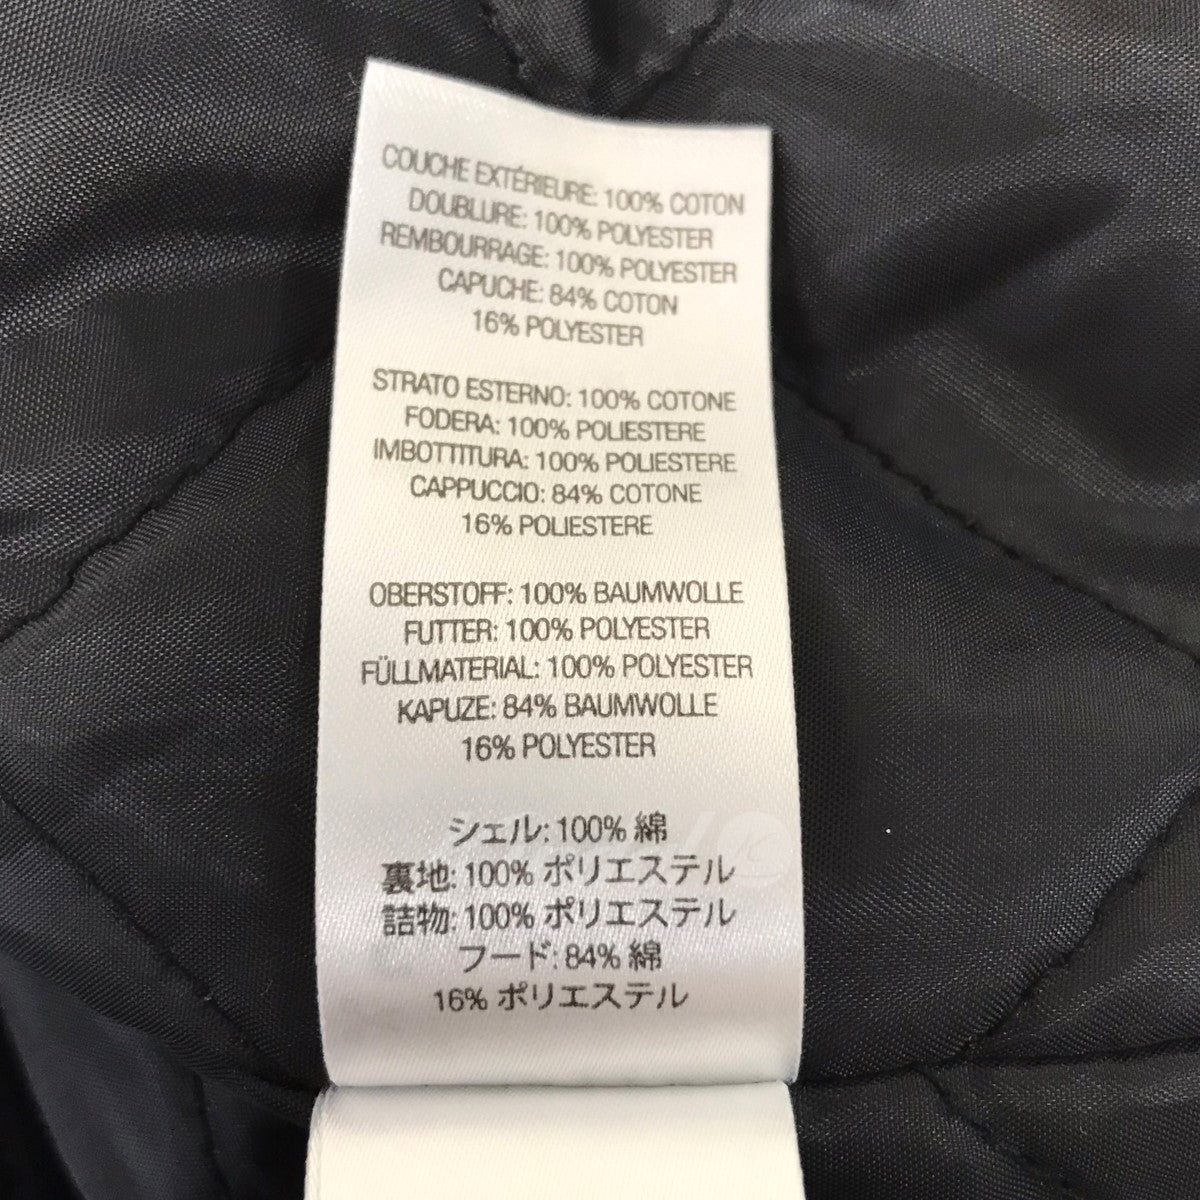 COUCHE EXTÉRIEURE: 100% COTON
DOUBLURE: 100% POLYESTER
REMBOURRAGE: 100% POLYESTER
CAPUCHE: 84% COTON
16% POLYESTER
STRATO ESTERNO: 100% COTONE
FODERA: 100% POLIESTERE
IMBOTTITURA: 100% POLIESTERE
CAPPUCCIO: 84% COTONE
16% POLIESTERE
OBERSTOFF: 100% BAUMWOLLE
FUTTER: 100% POLYESTER
FÜLLMATERIAL: 100% POLYESTER
KAPUZE: 84% BAUMWOLLE
16% POLYESTER
シェル: 100% 綿
裏地: 100% ポリエステル
詰物: 100% ポリエステル
フード: 84% 綿
16% ポリエステル